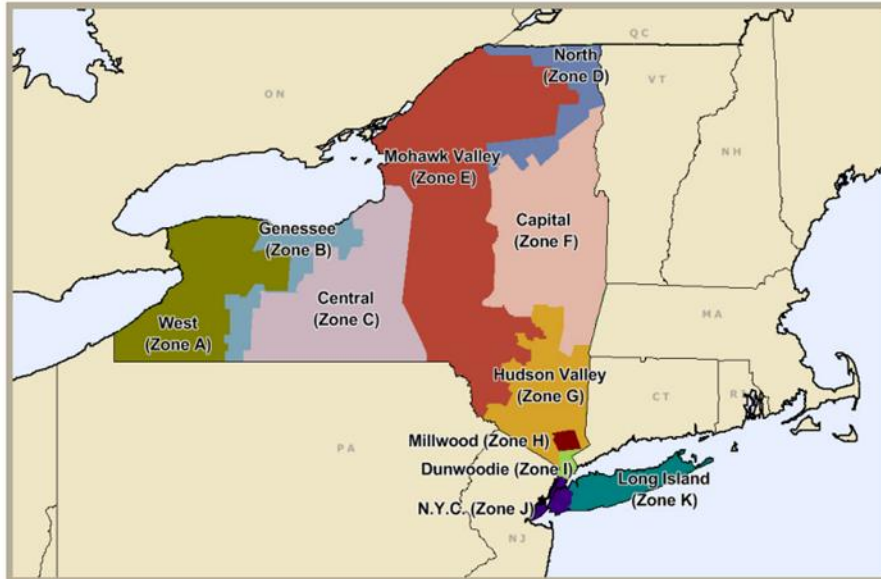 QC
North
(Zone D)
VT
ON
NH
Mohawk Valley
(Zone E)
Genessee
(Zone B)
Capital
(Zone F)
Central
(Zone C)
West
(Zone A)
MA
Hudson Valley
(Zone G)
CT
RI
Millwood (Zone H)
PA
Dunwoodie (Zone I)
Long Island
(Zone K)
N.Y.C. (Zone J)
NJ